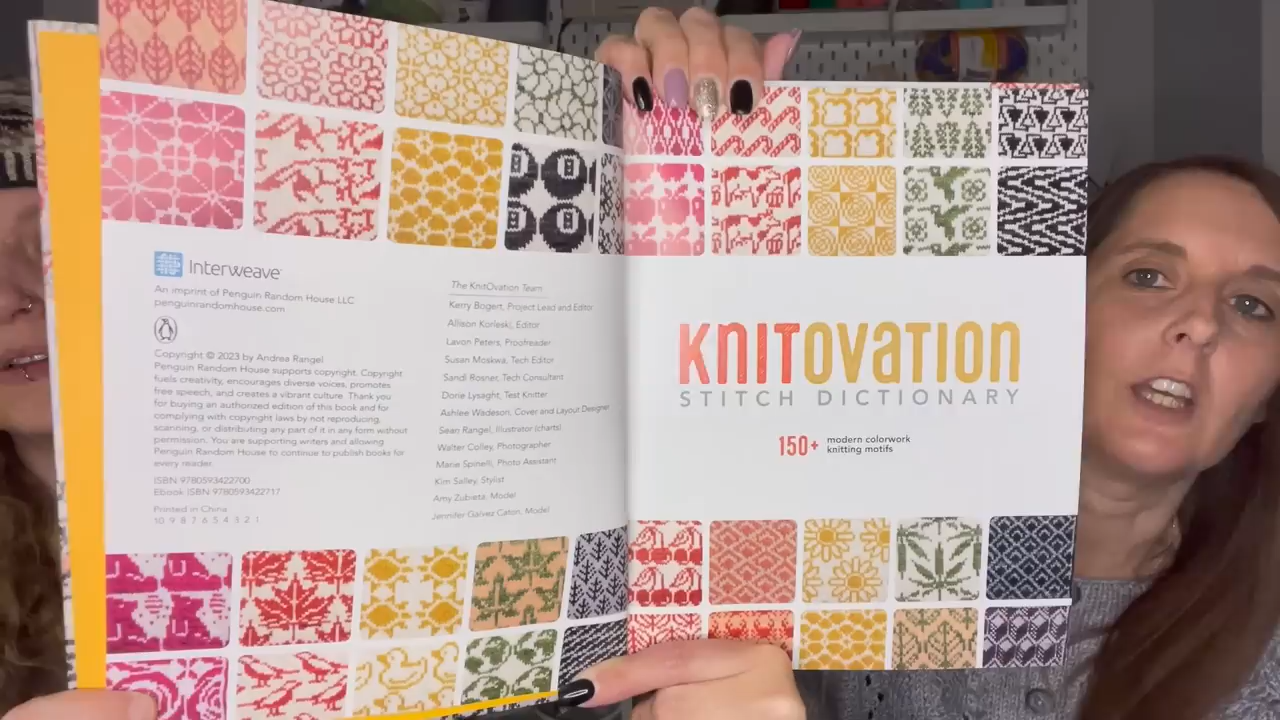 Interweave
An imprint of Penguin Random House LLC
penguinrandomhouse.com
Copyright © 2023 by Andrea Rangel
Penguin Random House supports copyright. Copyright
fuels creativity, encourages diverse voices, promotes
free speech, and creates a vibrant culture. Thank you
for buying an authorized edition of this book and for
complying with copyright laws by not reproducing,
scanning, or distributing any part of it in any form without
permission. You are supporting writers and allowing
Penguin Random House to continue to publish books for
every reader.
ISBN 9780593422700
Ebook ISBN 9780593422717
Printed in China
10 9 8 7 6 5 4 3 2 1
The KnitOvation Team
Kerry Bogert, Project Lead and Editor
Allison Korleski, Editor
Lavon Peters, Proofreader
Susan Moskwa, Tech Editor
Sandi Rosner, Tech Consultant
Dorie Lysaght, Test Knitter
Ashlee Wadeson, Cover and Layout Designer
Sean Rangel, Illustrator (charts)
Walter Colley, Photographer
Marie Spinelli, Photo Assistant
Kim Salley, Stylist
Amy Zubieta, Model
Jennifer Galvez Caton, Model
KNITOVATION
STITCH DICTIONARY
150+ modern colorwork
knitting motifs